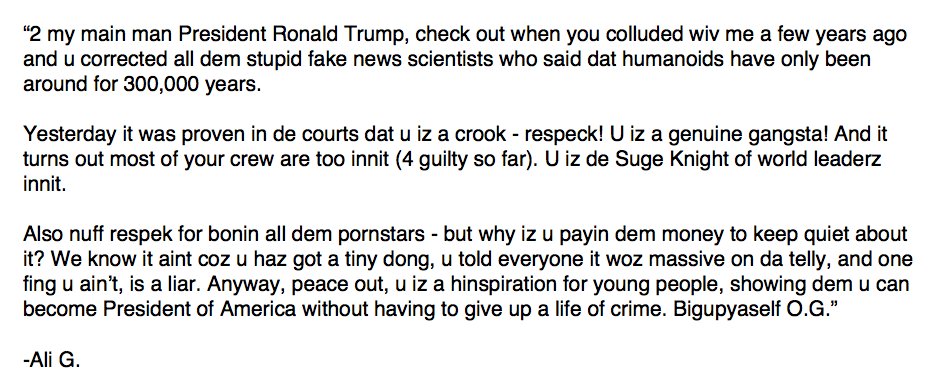 “2 my main man President Ronald Trump, check out when you colluded wiv me a few years ago
and u corrected all dem stupid fake news scientists who said dat humanoids have only been
around for 300,000 years.
Yesterday it was proven in de courts dat u iz a crook - respeck! U iz a genuine gangsta! And it
turns out most of your crew are too innit (4 guilty so far). U iz de Suge Knight of world leaderz
innit.
Also nuff respek for bonin all dem pornstars - but why iz u payin dem money to keep quiet about
it? We know it aint coz u haz got a tiny dong, u told everyone it woz massive on da telly, and one
fing u ain’t, is a liar. Anyway, peace out, u iz a hinspiration for young people, showing dem u can
become President of America without having to give up a life of crime. Bigupyaself O.G.”
-Ali G.